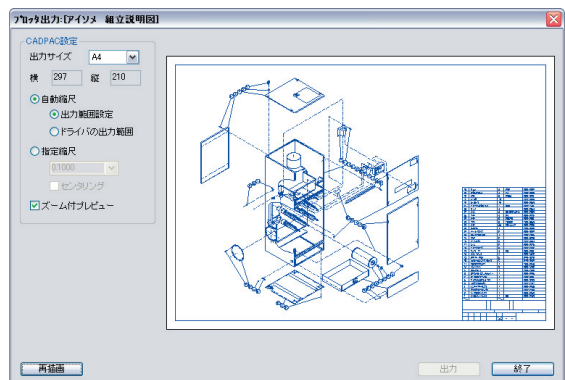 プロッタ出力:[アイソメ 組立説明図]
CADPAC設定
出力サイズ A4
横 297 縦 210
自動縮尺
出力範囲設定
ドライバの出力範囲
指定縮尺
0.1000
センタリング
ズーム付プレビュー
再描画 出力 終了